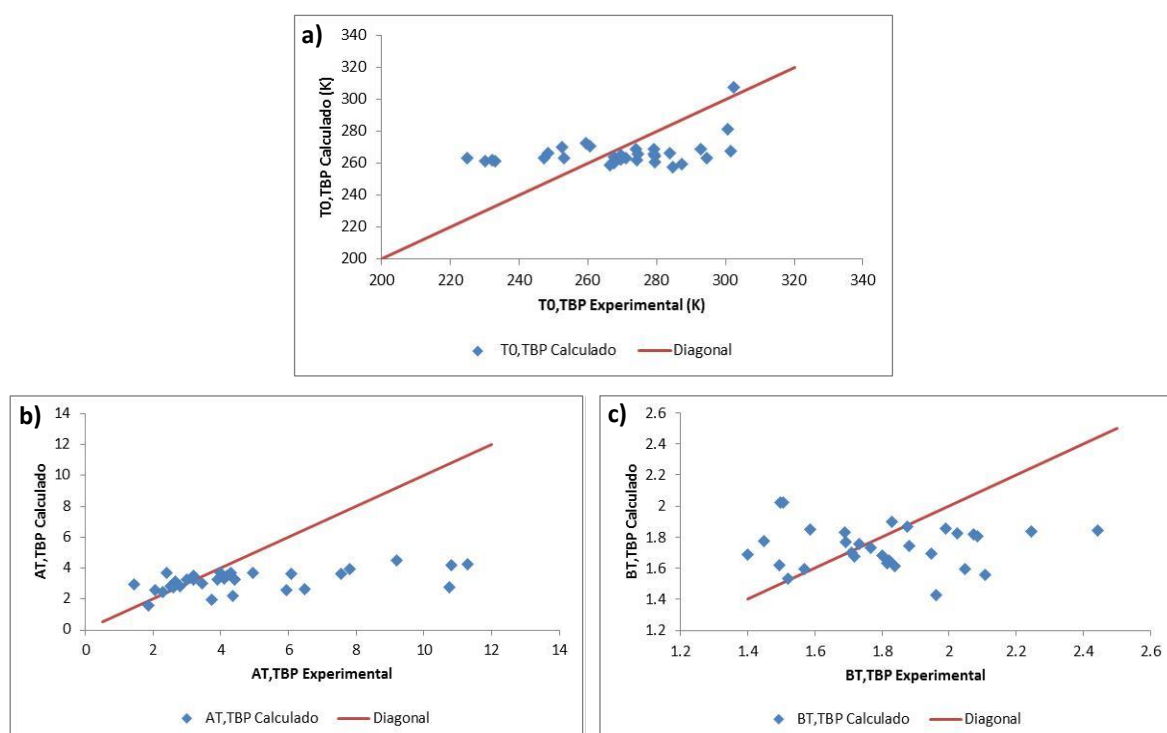 a)
T0,TBP Calculado (K)
340
320
300
280
260
240
220
200
200 220 240 260 280 300 320 340
T0,TBP Experimental (K)
T0,TBP Calculado Diagonal
b)
AT,TBP Calculado
14
12
10
8
6
4
2
0
0 2 4 6 8 10 12 14
AT,TBP Experimental
AT,TBP Calculado Diagonal
c)
BT,TBP Calculado
2.6
2.4
2.2
2
1.8
1.6
1.4
1.2
1.2 1.4 1.6 1.8 2 2.2 2.4 2.6
BT,TBP Experimental
BT,TBP Calculado Diagonal